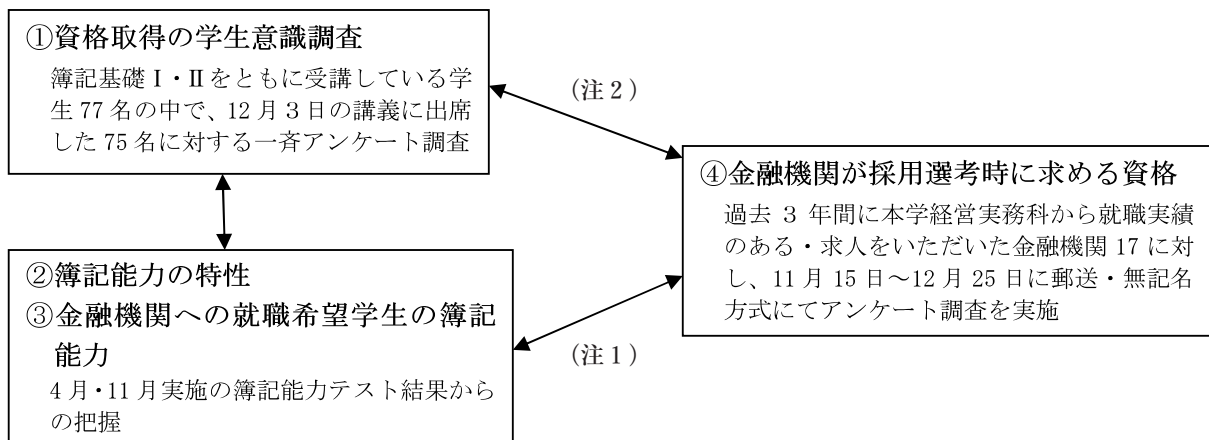 ①資格取得の学生意識調査
簿記基礎Ⅰ・Ⅱをともに受講している学
生 77 名の中で、12 月 3 日の講義に出席
した 75 名に対する一斉アンケート調査
(注 2 )
④金融機関が採用選考時に求める資格
過去 3 年間に本学経営実務科から就職実績
のある・求人をいただいた金融機関 17 に対
し、11 月 15 日～12 月 25 日に郵送・無記名
方式にてアンケート調査を実施
②簿記能力の特性
③金融機関への就職希望学生の簿記
能力
4 月・11 月実施の簿記能力テスト結果から
の把握
(注 1 )